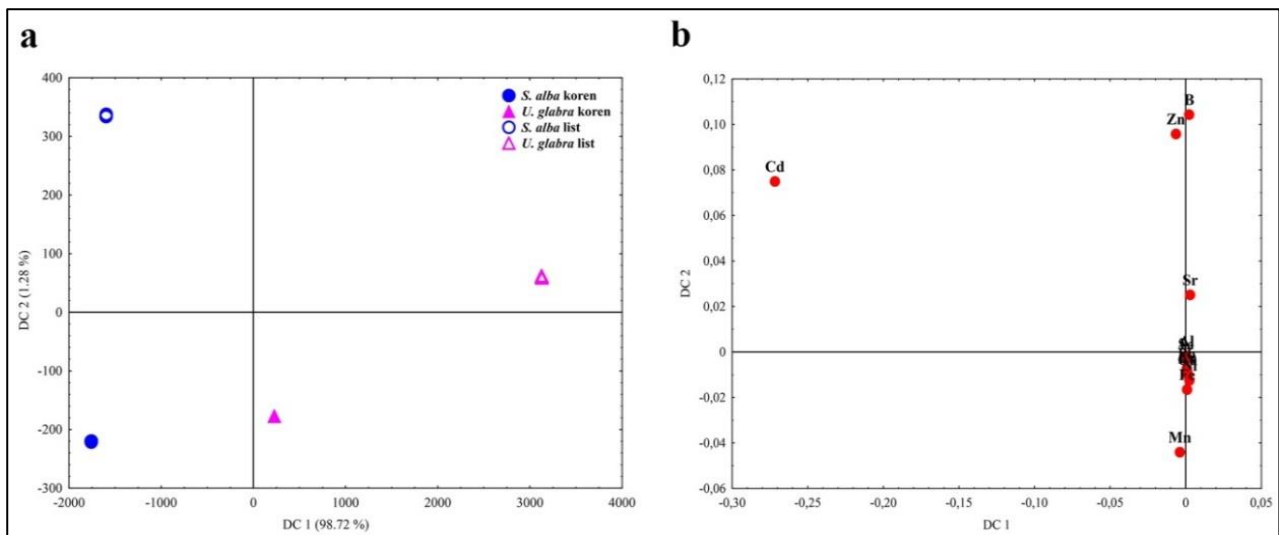 a
400
300
200
100
0
-100
-200
-300
-2000
-1000
0
1000
2000
3000
4000
DC 2 (1.28 %)
DC 1 (98.72 %)
S. alba koren
U. glabra koren
S. alba list
U. glabra list
b
0,12
0,10
0,08
0,06
0,04
0,02
0
-0,02
-0,04
-0,06
-0,30
-0,25
-0,20
-0,15
-0,10
-0,05
0
0,05
DC 2
DC 1
B
Zn
Cd
Sr
Mn